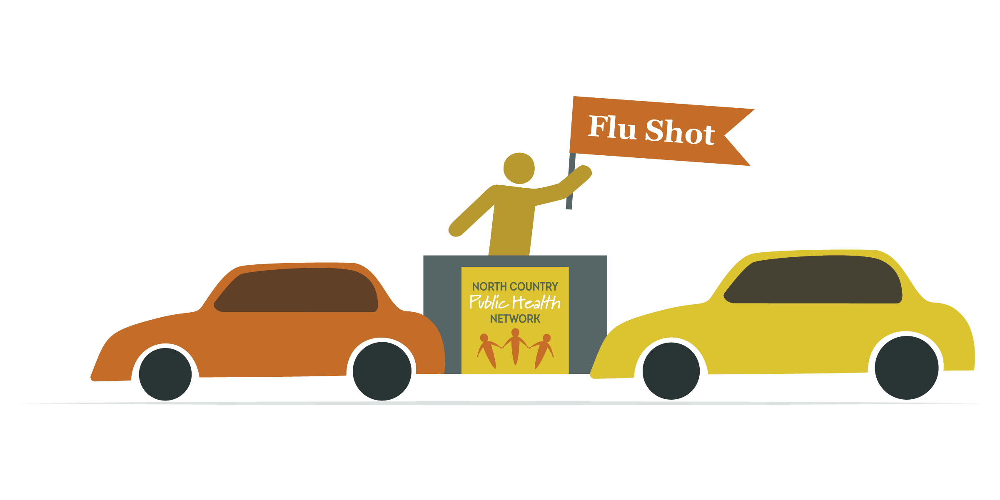 Flu Shot
NORTH COUNTRY
Public Health
NETWORK